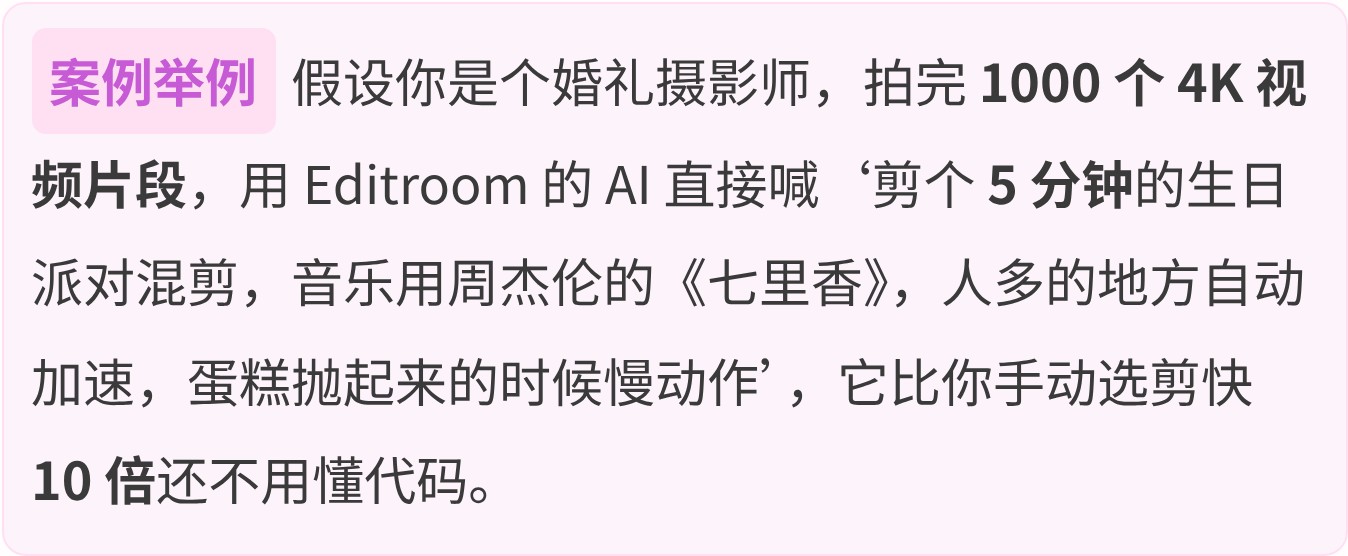 案例举例 假设你是个婚礼摄影师，拍完 1000 个 4K 视
频片段，用 Editroom 的 AI 直接喊‘剪个 5 分钟的生日
派对混剪，音乐用周杰伦的《七里香》，人多的地方自动
加速，蛋糕抛起来的时候慢动作’，它比你手动选剪快
10 倍还不用懂代码。